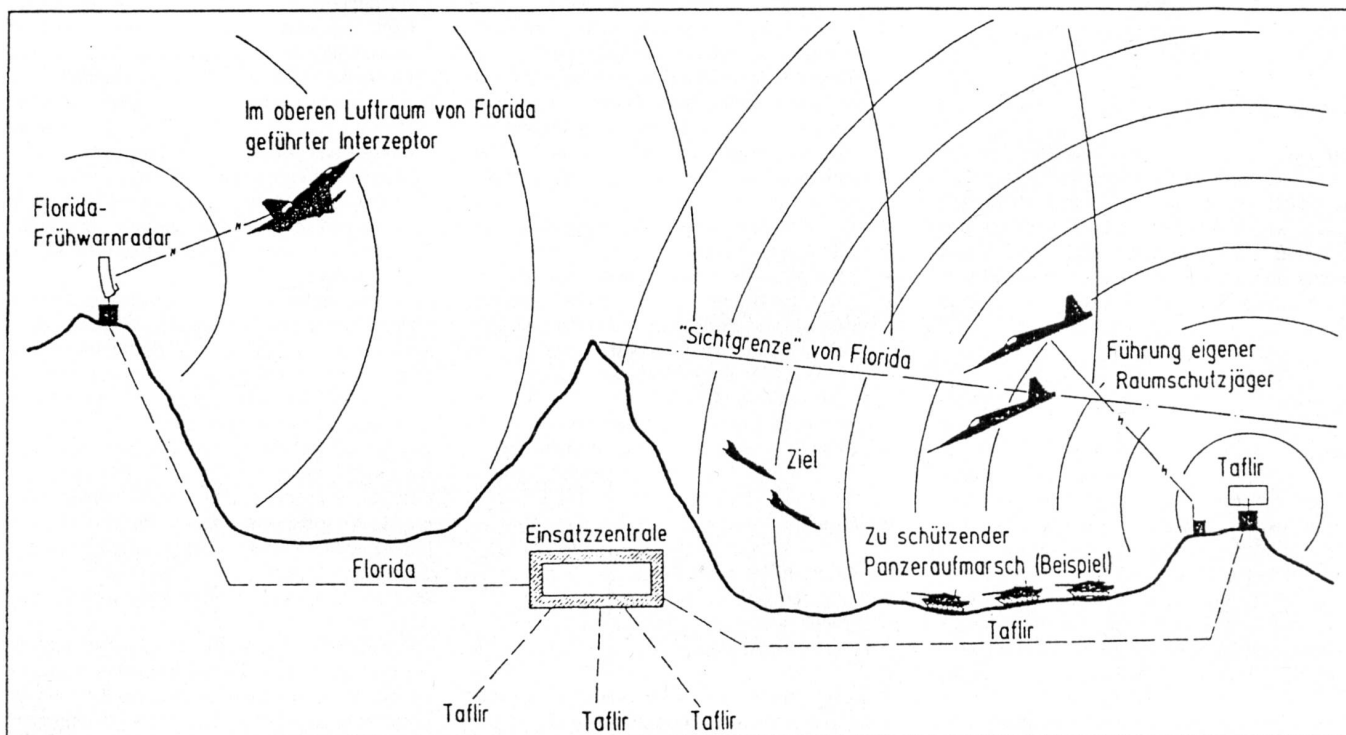 Im oberen Luftraum von Florida
geführter Interzeptor
Florida-
Frühwarnradar
"Sichtgrenze" von Florida
Führung eigener
Raumschutzjäger
Ziel
Taflir
Einsatzzentrale
Zu schützender
Panzeraufmarsch (Beispiel)
Florida
Taflir
Taflir
Taflir
Taflir